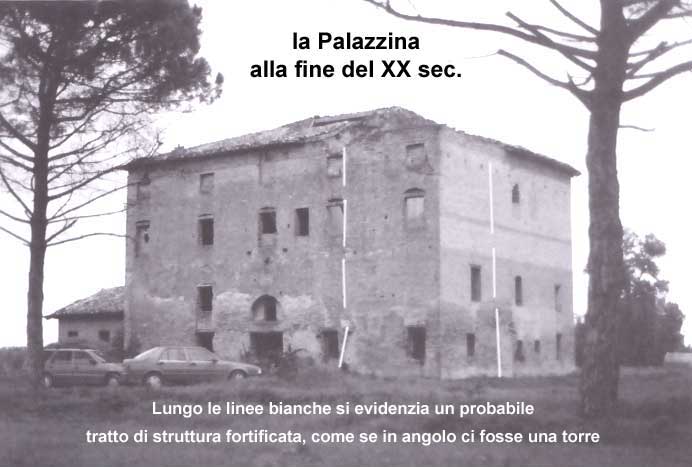 la Palazzina
alla fine del XX sec.
Lungo le linee bianche si evidenzia un probabile
tratto di struttura fortificata, come se in angolo ci fosse una torre